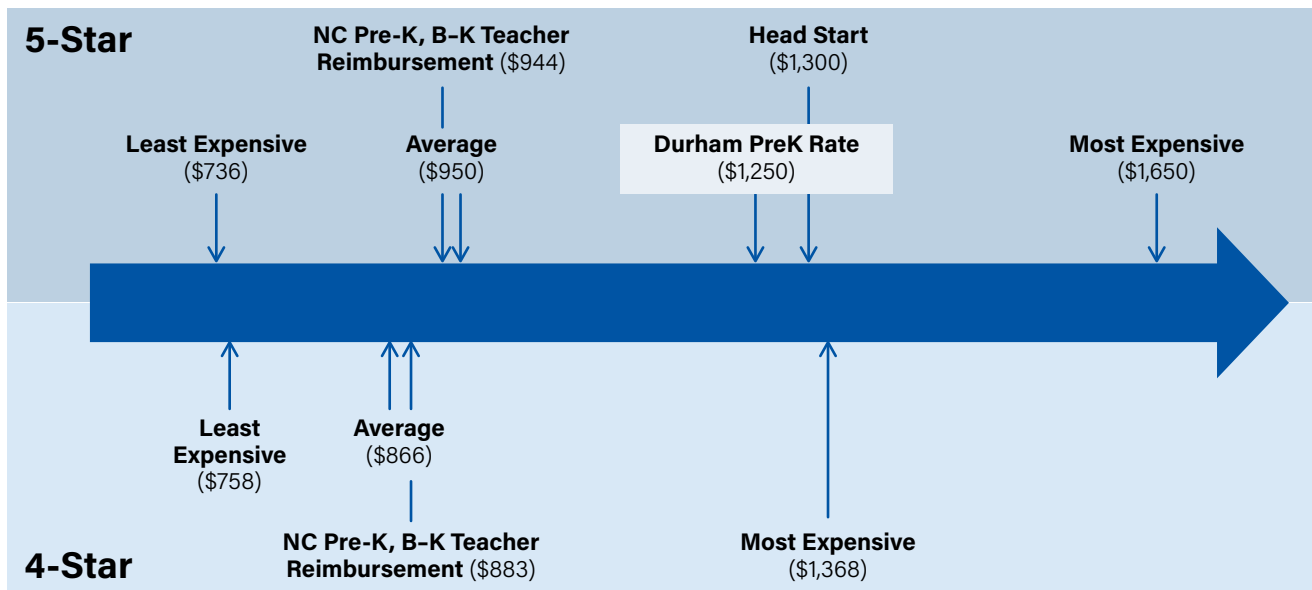 5-Star
NC Pre-K, B–K Teacher
Reimbursement ($944)
Head Start
($1,300)
Least Expensive
($736)
Average
($950)
Durham PreK Rate
($1,250)
Most Expensive
($1,650)
Least
Expensive
($758)
Average
($866)
NC Pre-K, B–K Teacher
Reimbursement ($883)
Most Expensive
($1,368)
4-Star